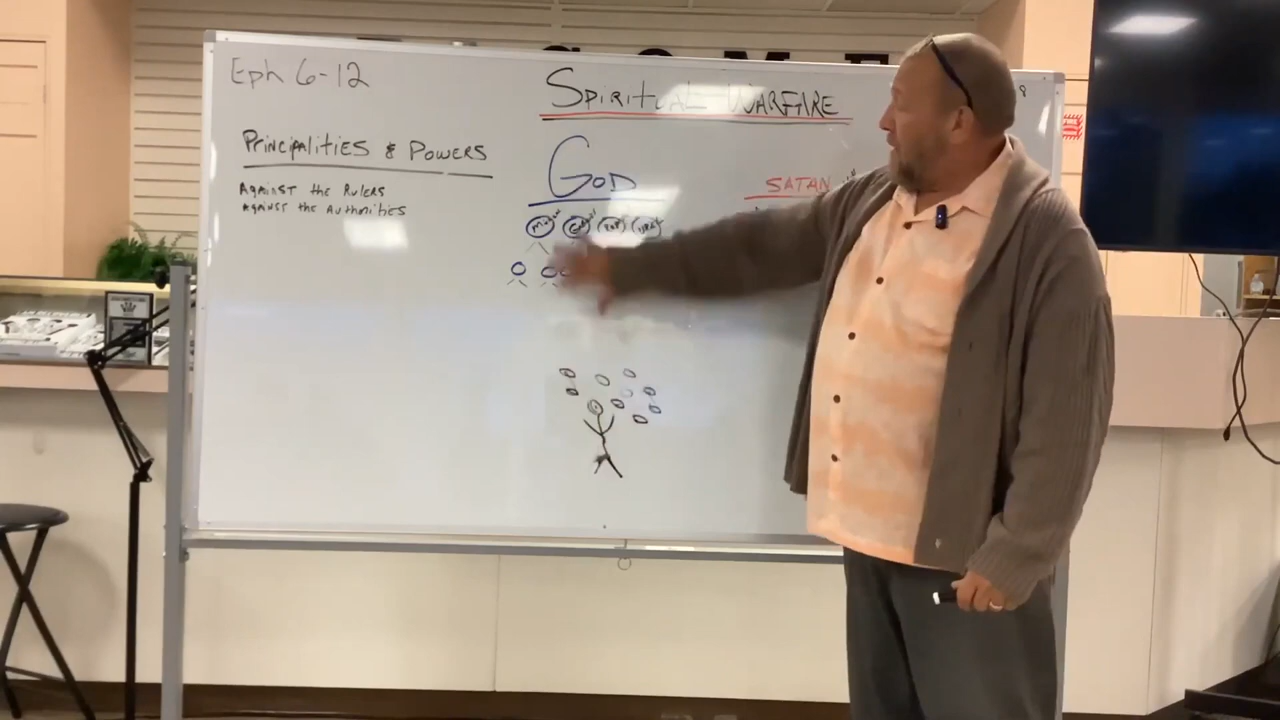 Eph 6-12
SPIRITUAL WARFARE
PRINCIPALITIES & POWERS
AGAINST the RULERS
AGAINST the AUTHORITIES
GOD
SATAN